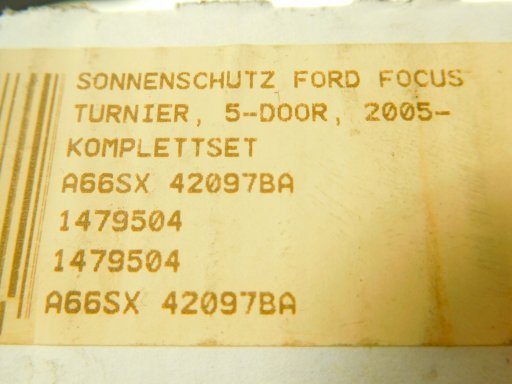 SONNENSCHUTZ FORD FOCUS
TURNIER, 5-DOOR, 2005-
KOMPLETTSET
A66SX 42097BA
1479504
1479504
A66SX 42097BA